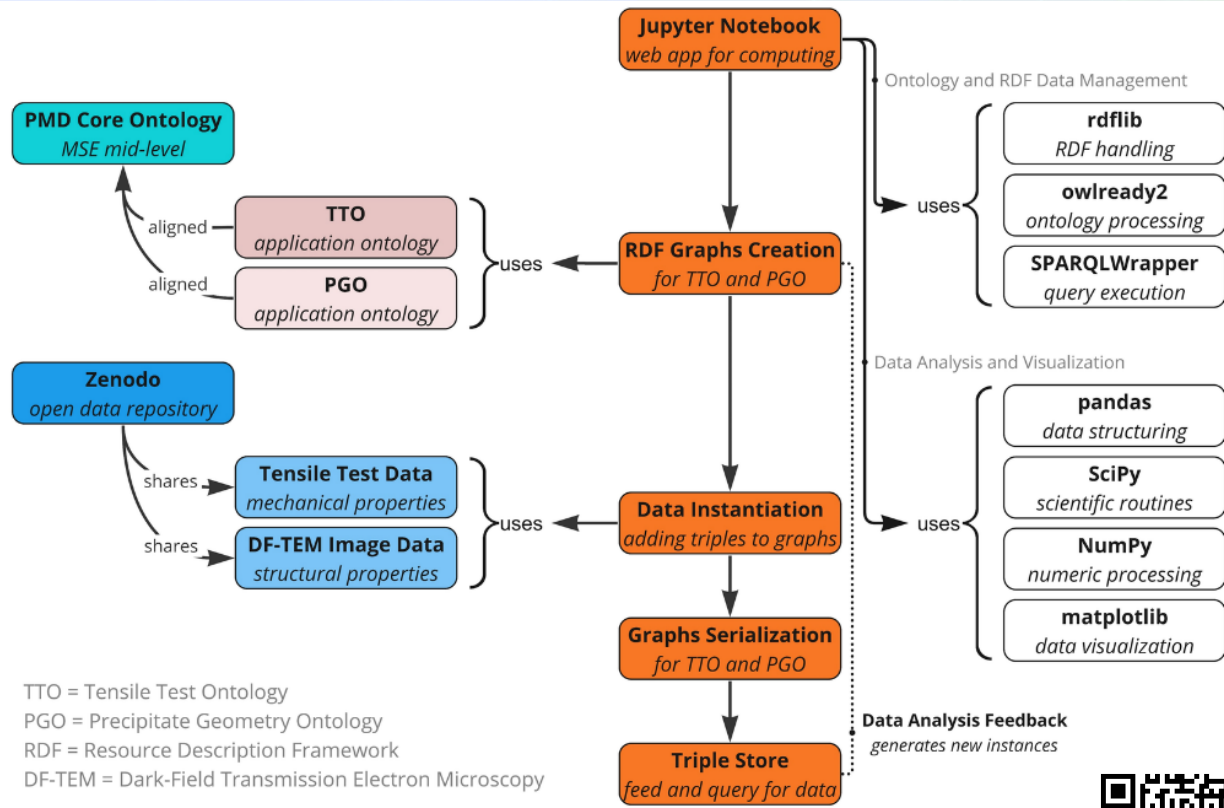 Jupyter Notebook
web app for computing
Ontology and RDF Data Management
PMD Core Ontology
MSE mid-level
rdflib
RDF handling
owlready2
ontology processing
SPARQLWrapper
query execution
uses
aligned
aligned
TTO
application ontology
PGO
application ontology
uses
RDF Graphs Creation
for TTO and PGO
Data Analysis and Visualization
Zenodo
open data repository
shares
shares
Tensile Test Data
mechanical properties
DF-TEM Image Data
structural properties
uses
Data Instantiation
adding triples to graphs
uses
pandas
data structuring
SciPy
scientific routines
NumPy
numeric processing
matplotlib
data visualization
Graphs Serialization
for TTO and PGO
Data Analysis Feedback
generates new instances
Triple Store
feed and query for data
TTO = Tensile Test Ontology
PGO = Precipitate Geometry Ontology
RDF = Resource Description Framework
DF-TEM = Dark-Field Transmission Electron Microscopy